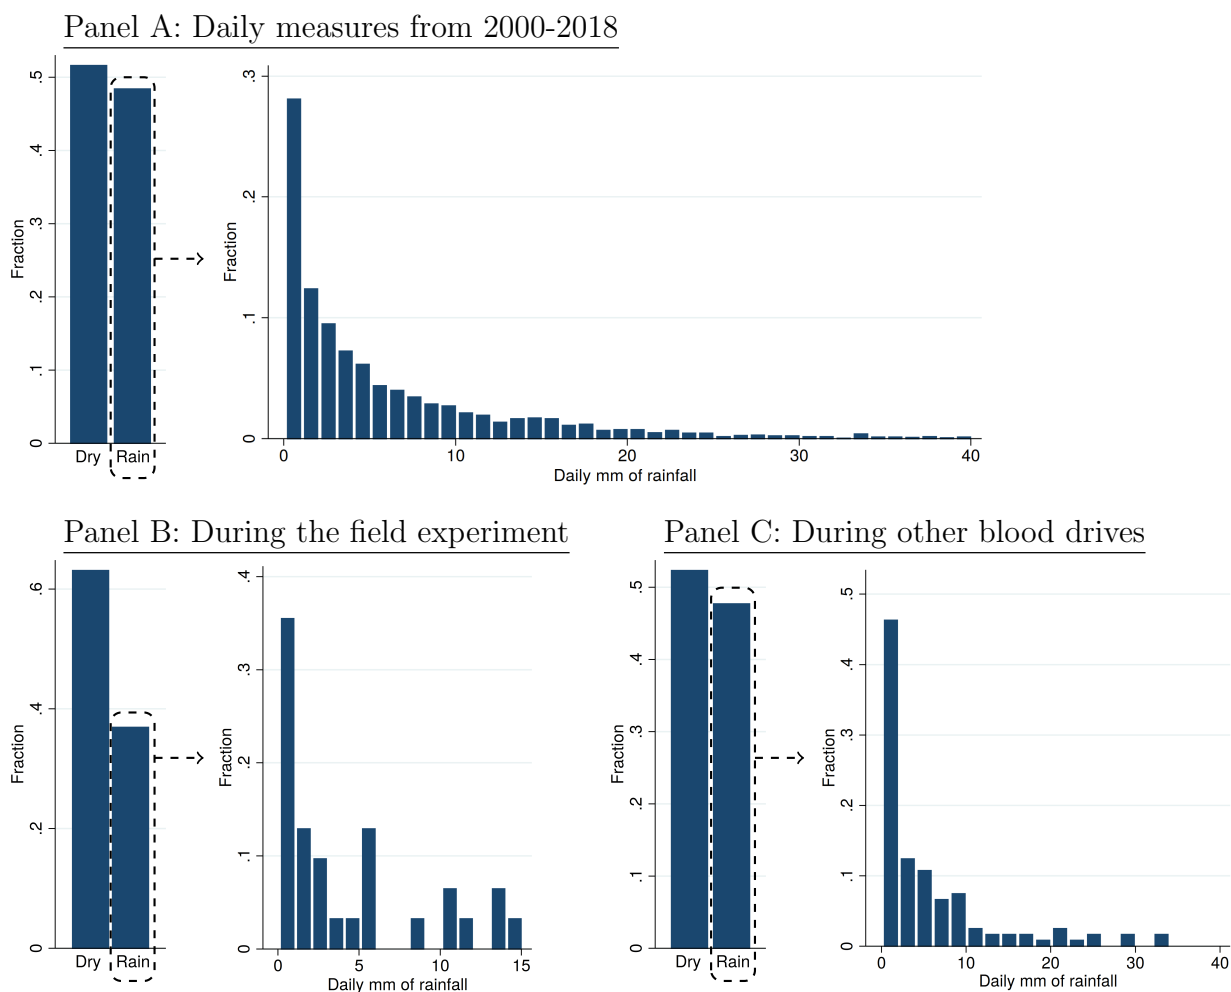 Panel A: Daily measures from 2000-2018
Fraction
.5
.4
.3
.2
.1
0
Dry Rain
Fraction
.3
.2
.1
0
0 10 20 30 40
Daily mm of rainfall
Panel B: During the field experiment
Fraction
.6
.4
.2
0
Dry Rain
Fraction
.4
.3
.2
.1
0
0 5 10 15
Daily mm of rainfall
Panel C: During other blood drives
Fraction
.5
.4
.3
.2
.1
0
Dry Rain
Fraction
.5
.4
.3
.2
.1
0
0 10 20 30 40
Daily mm of rainfall